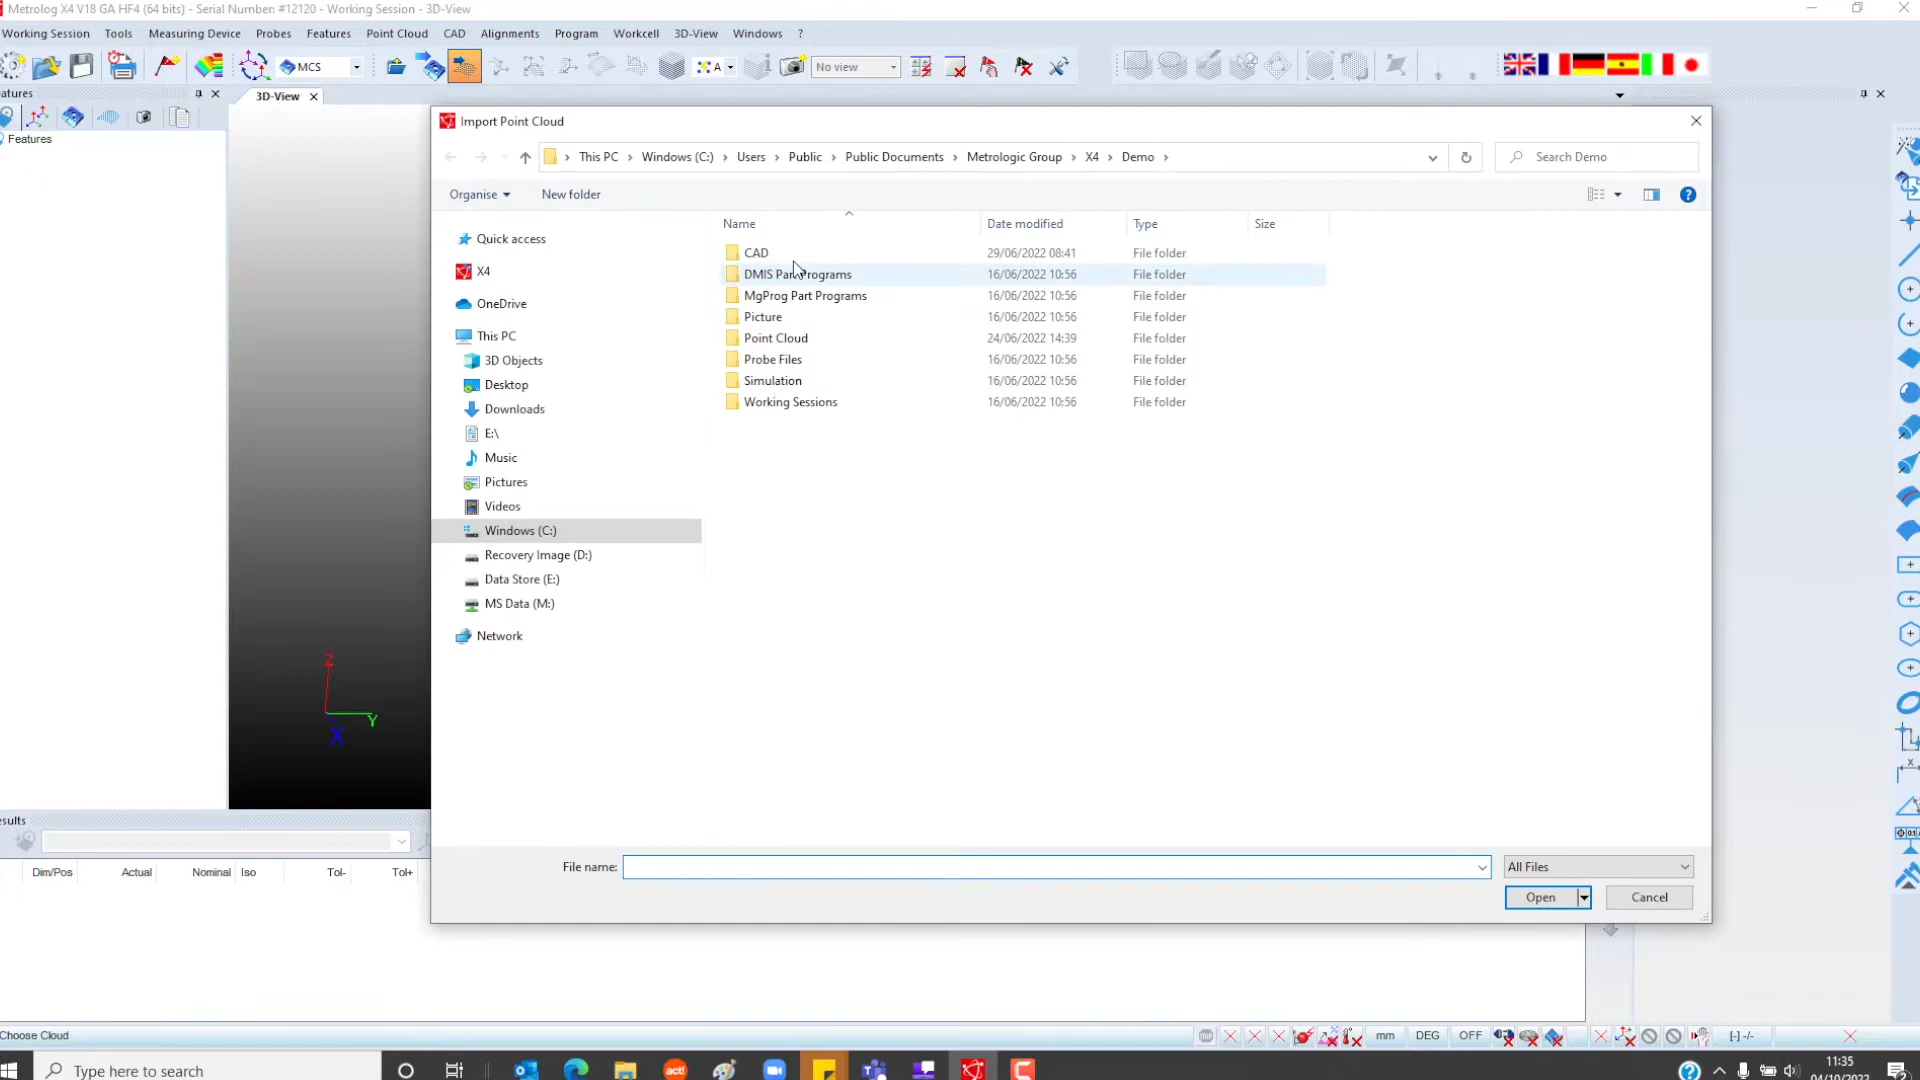 Metrolog X4 V18 GA HF4 (64 bits) - Serial Number: #12120 - Working Session - 3D-View
Working Session Tools Measuring Device Probes Features Point Cloud CAD Alignments Program Workcell 3D-View Windows ?
MCS A No view
atures
3D-View
Features
Import Point Cloud
This PC > Windows (C:) > Users > Public > Public Documents > Metrologic Group > X4 > Demo >
Search Demo
Organise New folder
Name Date modified Type Size
CAD 29/06/2022 08:41 File folder
DMIS Part Programs 16/06/2022 10:56 File folder
MgProg Part Programs 16/06/2022 10:56 File folder
Picture 16/06/2022 10:56 File folder
Point Cloud 24/06/2022 14:39 File folder
Probe Files 16/06/2022 10:56 File folder
Simulation 16/06/2022 10:56 File folder
Working Sessions 16/06/2022 10:56 File folder
Quick access
X4
OneDrive
This PC
3D Objects
Desktop
Downloads
E:\
Music
Pictures
Videos
Windows (C:)
Recovery Image (D:)
Data Store (E:)
MS Data (M:)
Network
Z
Y
X
File name: All Files
Open Cancel
sults
Dim/Pos Actual Nominal Iso Tol- Tol+
Choose Cloud
mm DEG OFF [-] -/-
Type here to search
act!
11:35
04/10/2022